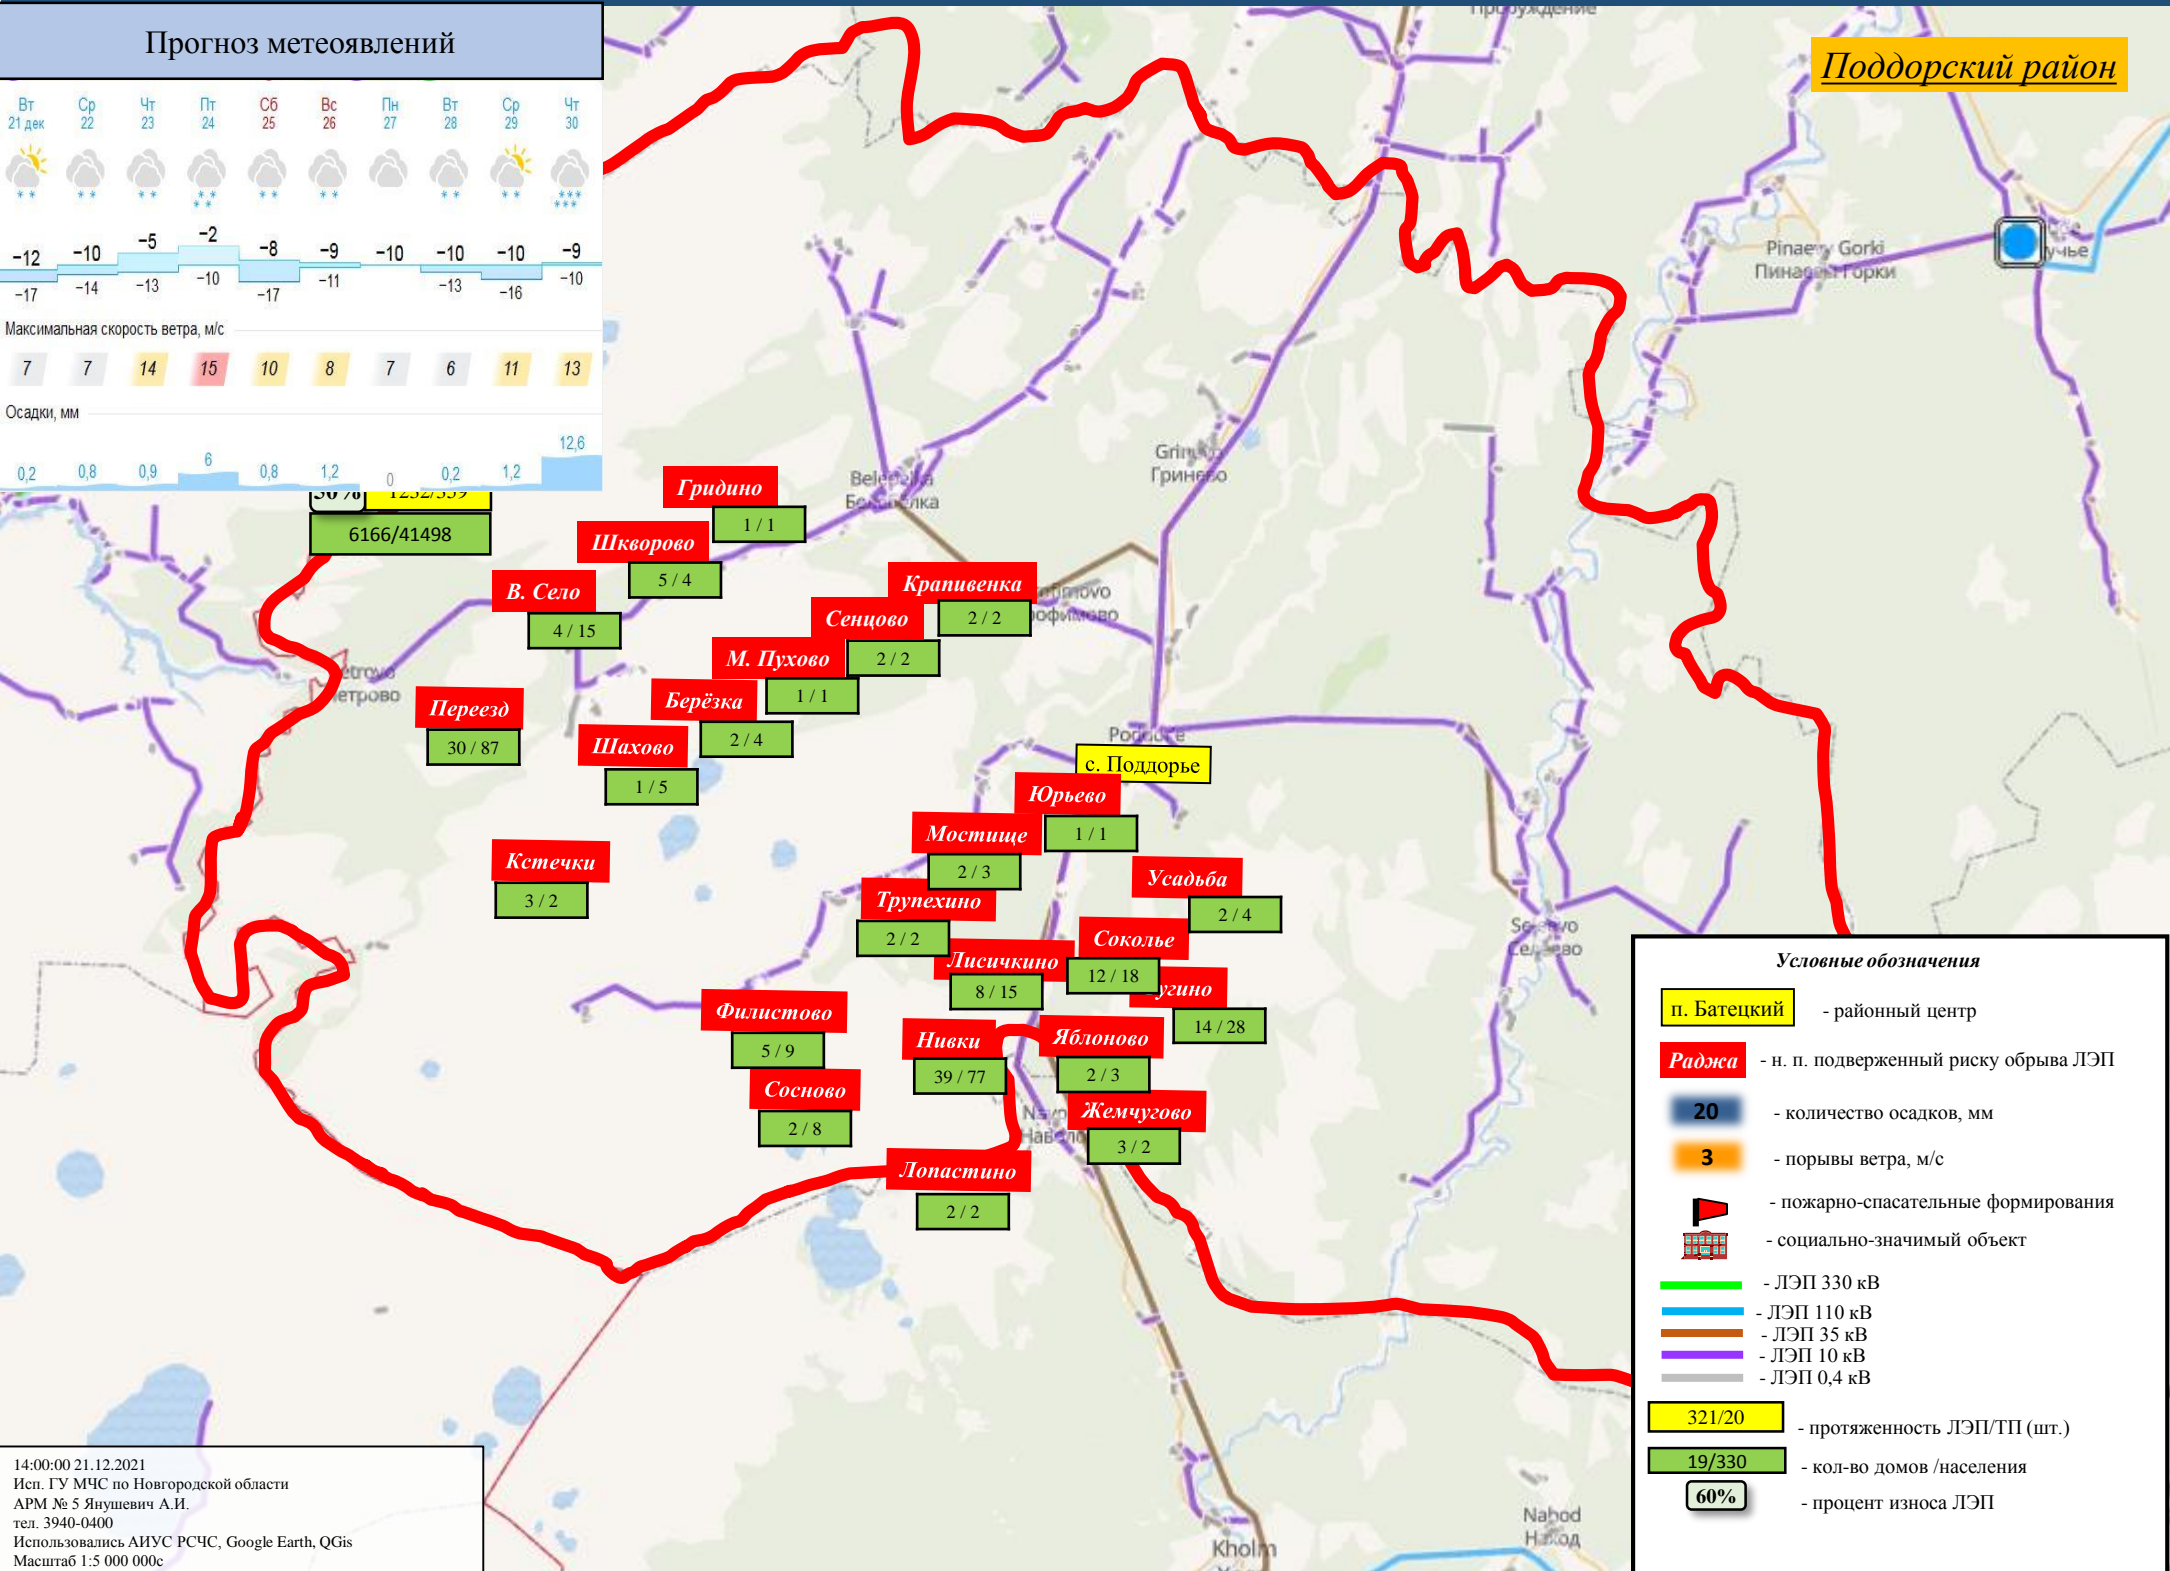 Прогноз метеоявлений
Поддорский район
Вт Ср Чт Пт Сб Вс Пн Вт Ср Чт
21 дек 22 23 24 25 26 27 28 29 30
−12 −10 −5 −2 −8 −9 −10 −10 −10 −9
−17 −14 −13 −10 −17 −11 −13 −16 −10
Максимальная скорость ветра, м/с
7 7 14 15 10 8 7 6 11 13
Осадки, мм
0,2 0,8 0,9 6 0,8 1,2 0 0,2 1,2 12,6
6166/41498
Pinaevy Gorki
Гринево
Гридино
1 / 1
Шкворово
5 / 4
В. Село
4 / 15
Крапивенка
2 / 2
Сенцово
2 / 2
М. Пухово
1 / 1
Берёзка
2 / 4
Переезд
30 / 87
Шахово
1 / 5
с. Поддорье
Юрьево
1 / 1
Мостище
2 / 3
Кстечки
3 / 2
Усадьба
2 / 4
Трупехино
2 / 2
Соколье
12 / 18
Лисичкино
8 / 15
угино
14 / 28
Филистово
5 / 9
Нивки
39 / 77
Яблоново
2 / 3
Сосново
2 / 8
Жемчугово
3 / 2
Лопастино
2 / 2
Kholm
Nahod
Условные обозначения
п. Батецкий - районный центр
Раджа - н. п. подверженный риску обрыва ЛЭП
20 - количество осадков, мм
3 - порывы ветра, м/с
- пожарно-спасательные формирования
- социально-значимый объект
- ЛЭП 330 кВ
- ЛЭП 110 кВ
- ЛЭП 35 кВ
- ЛЭП 10 кВ
- ЛЭП 0,4 кВ
321/20 - протяженность ЛЭП/ТП (шт.)
19/330 - кол-во домов /населения
60% - процент износа ЛЭП
14:00:00 21.12.2021
Исп. ГУ МЧС по Новгородской области
АРМ № 5 Янушевич А.И.
тел. 3940-0400
Использовались АИУС РСЧС, Google Earth, QGis
Масштаб 1:5 000 000с